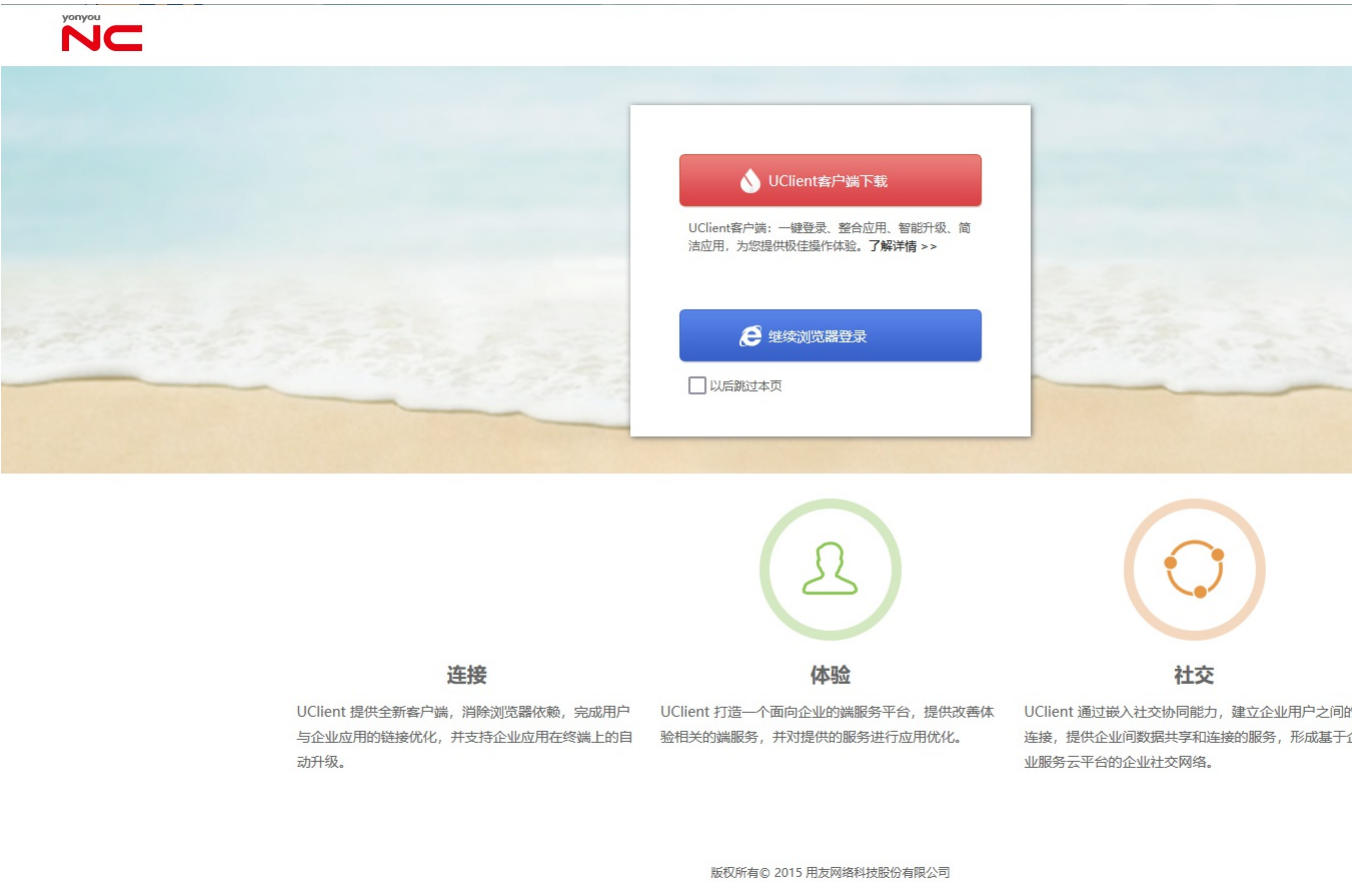 yonyou
NC
UClient客户端下载
UClient客户端：一键登录、整合应用、智能升级、简
洁应用，为您提供极佳操作体验。了解详情 >>
继续浏览器登录
以后跳过本页
连接
UClient 提供全新客户端，消除浏览器依赖，完成用户
与企业应用的链接优化，并支持企业应用在终端上的自
动升级。
体验
UClient 打造一个面向企业的端服务平台，提供改善体
验相关的端服务，并对提供的服务进行应用优化。
社交
UClient 通过嵌入社交协同能力，建立企业用户之间的
连接，提供企业间数据共享和连接的服务，形成基于企
业服务云平台的企业社交网络。
版权所有© 2015 用友网络科技股份有限公司